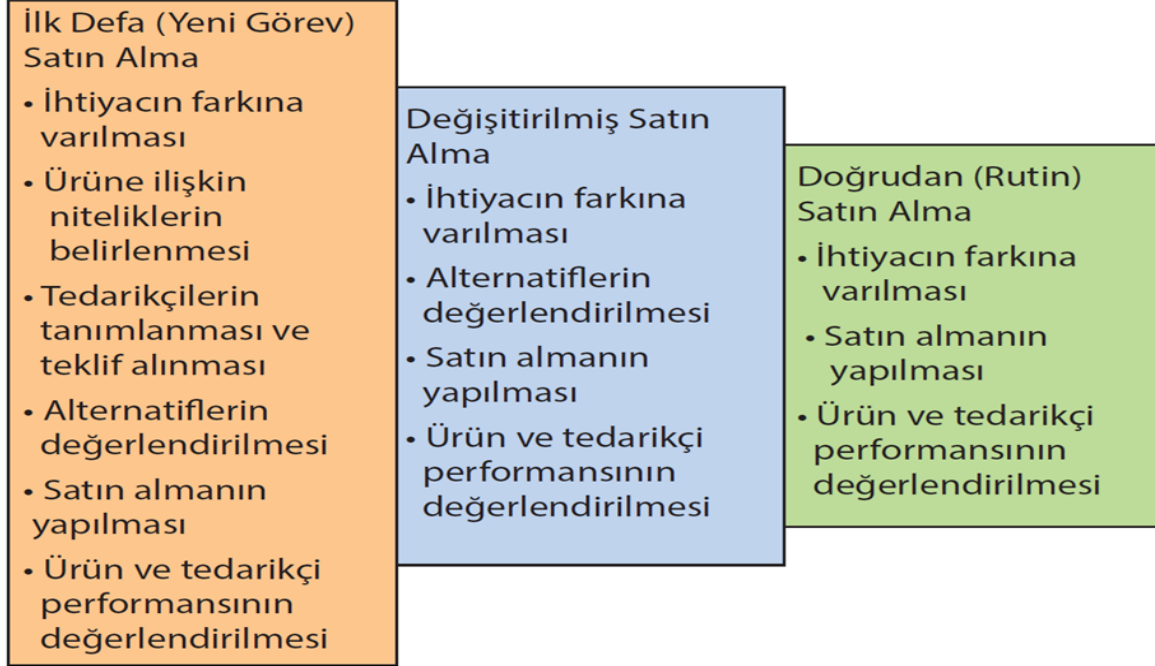 İlk Defa (Yeni Görev)
Satın Alma
• İhtiyacın farkına
varılması
• Ürüne ilişkin
niteliklerin
belirlenmesi
• Tedarikçilerin
tanımlanması ve
teklif alınması
• Alternatiflerin
değerlendirilmesi
• Satın almanın
yapılması
• Ürün ve tedarikçi
performansının
değerlendirilmesi
Değişitirilmiş Satın
Alma
• İhtiyacın farkına
varılması
• Alternatiflerin
değerlendirilmesi
• Satın almanın
yapılması
• Ürün ve tedarikçi
performansının
değerlendirilmesi
Doğrudan (Rutin)
Satın Alma
• İhtiyacın farkına
varılması
• Satın almanın
yapılması
• Ürün ve tedarikçi
performansının
değerlendirilmesi